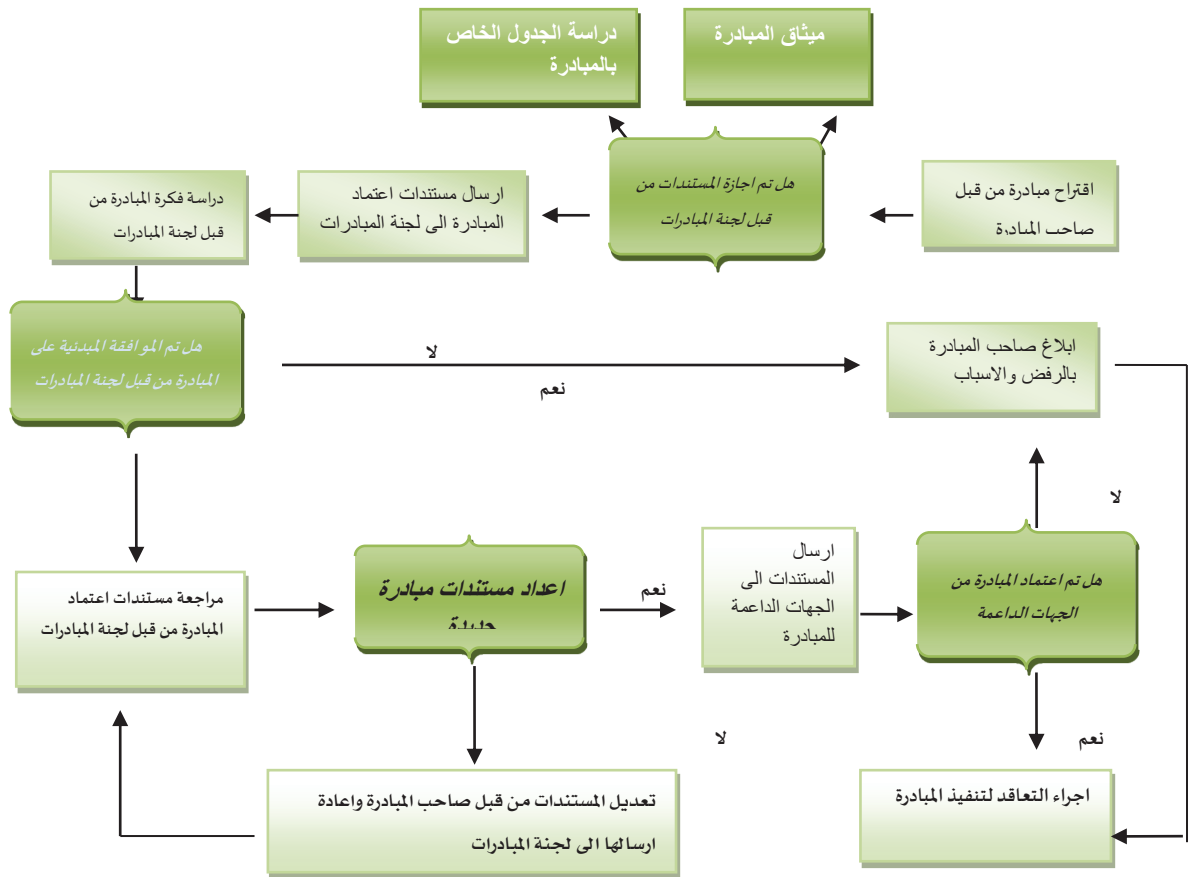 ميثاق المبادرة
دراسة الجدول الخاص
بالمبادرة
اقتراح مبادرة من قبل
صاحب المبادرة
هل تم اجازة المستندات من
قبل لجنة المبادرات
ارسال مستندات اعتماد
المبادرة الى لجنة المبادرات
دراسة فكرة المبادرة من
قبل لجنة المبادرات
هل تم الموافقة المبدئية على
المبادرة من قبل لجنة المبادرات
لا
نعم
ابلاغ صاحب المبادرة
بالرفض والاسباب
لا
هل تم اعتماد المبادرة من
الجهات الداعمة
ارسال
المستندات الى
الجهات الداعمة
للمبادرة
نعم
اعداد مستندات مبادرة
جديدة
مراجعة مستندات اعتماد
المبادرة من قبل لجنة المبادرات
نعم
لا
اجراء التعاقد لتنفيذ المبادرة
تعديل المستندات من قبل صاحب المبادرة واعادة
ارسالها الى لجنة المبادرات